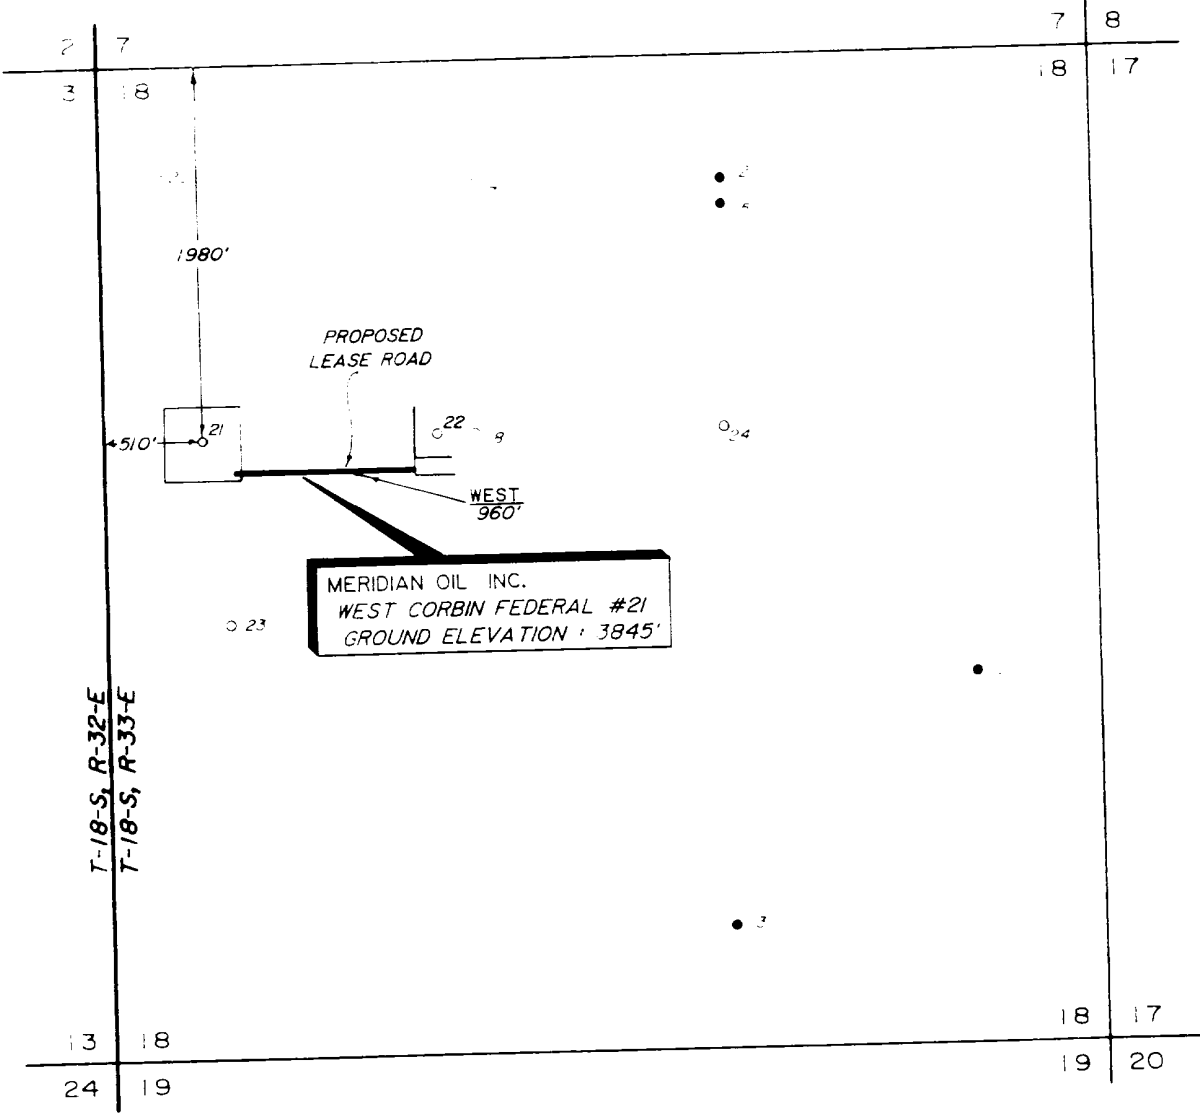 2 7
7 8
3 18
18 17
2
6
1980'
PROPOSED
LEASE ROAD
21
22
8
24
510'
WEST
960'
MERIDIAN OIL INC.
WEST CORBIN FEDERAL #21
GROUND ELEVATION : 3845'
23
T-18-S, R-32-E
T-18-S, R-33-E
3
13 18
18 17
24 19
19 20